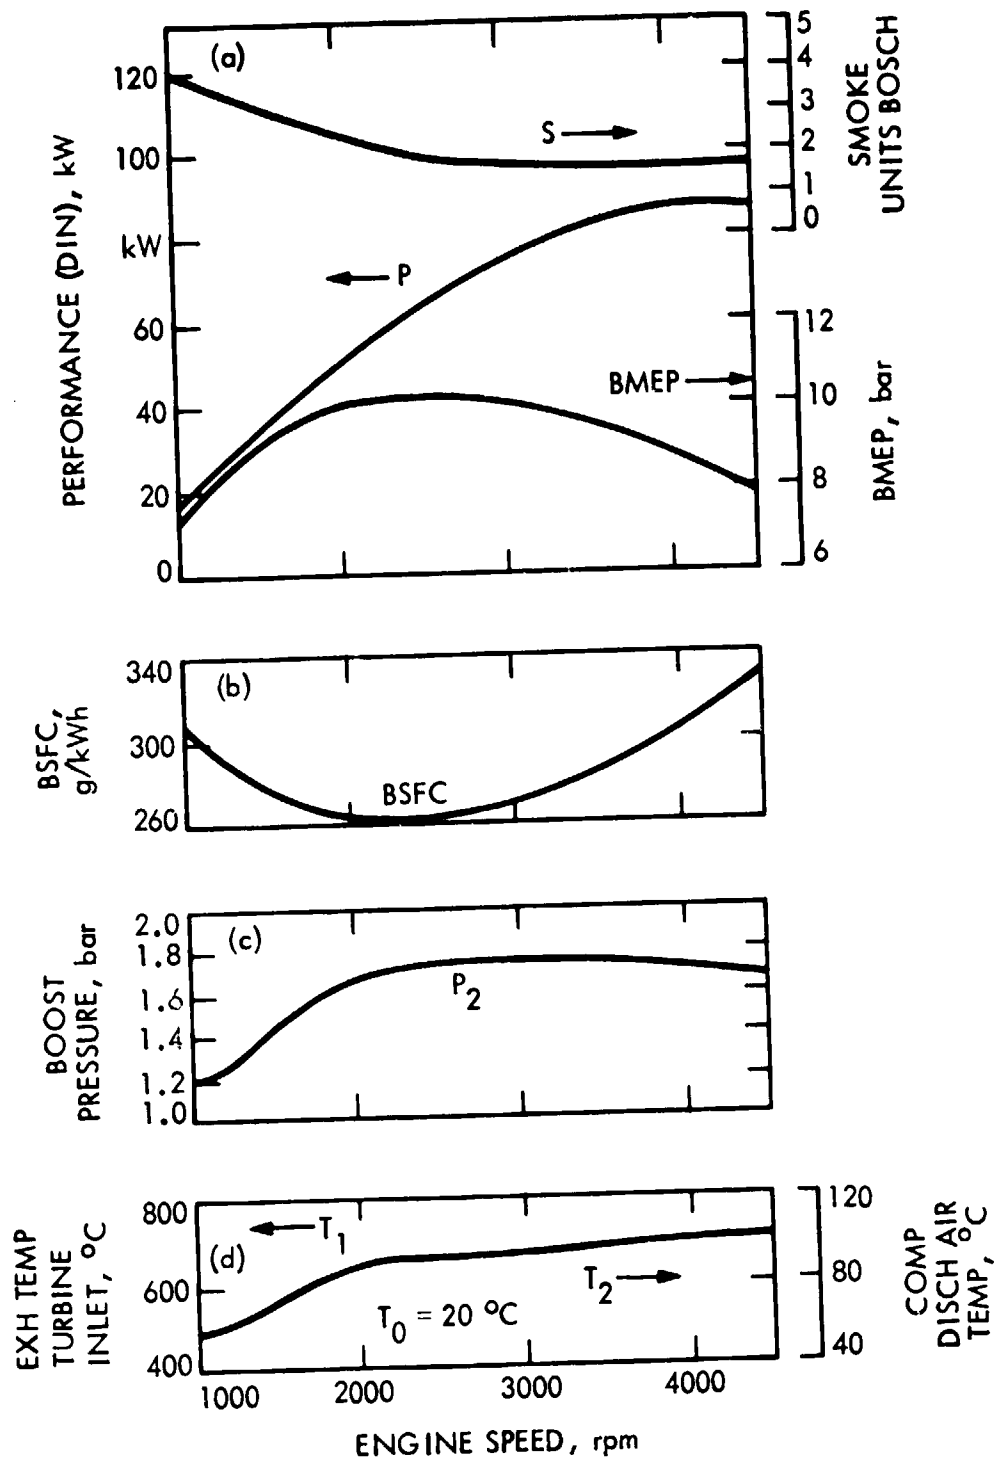 (a)
PERFORMANCE (DIN), kW
120
100
kW
60
40
20
0
S
P
BMEP
5
4
3
2
1
0
SMOKE
UNITS BOSCH
12
10
8
6
BMEP, bar
(b)
BSFC,
g/kWh
340
300
260
BSFC
(c)
BOOST
PRESSURE, bar
2.0
1.8
1.6
1.4
1.2
1.0
P2
(d)
EXH TEMP
TURBINE
INLET, °C
800
600
400
T1
T2
T0 = 20 °C
120
80
40
COMP
DISCH AIR
TEMP, °C
1000 2000 3000 4000
ENGINE SPEED, rpm